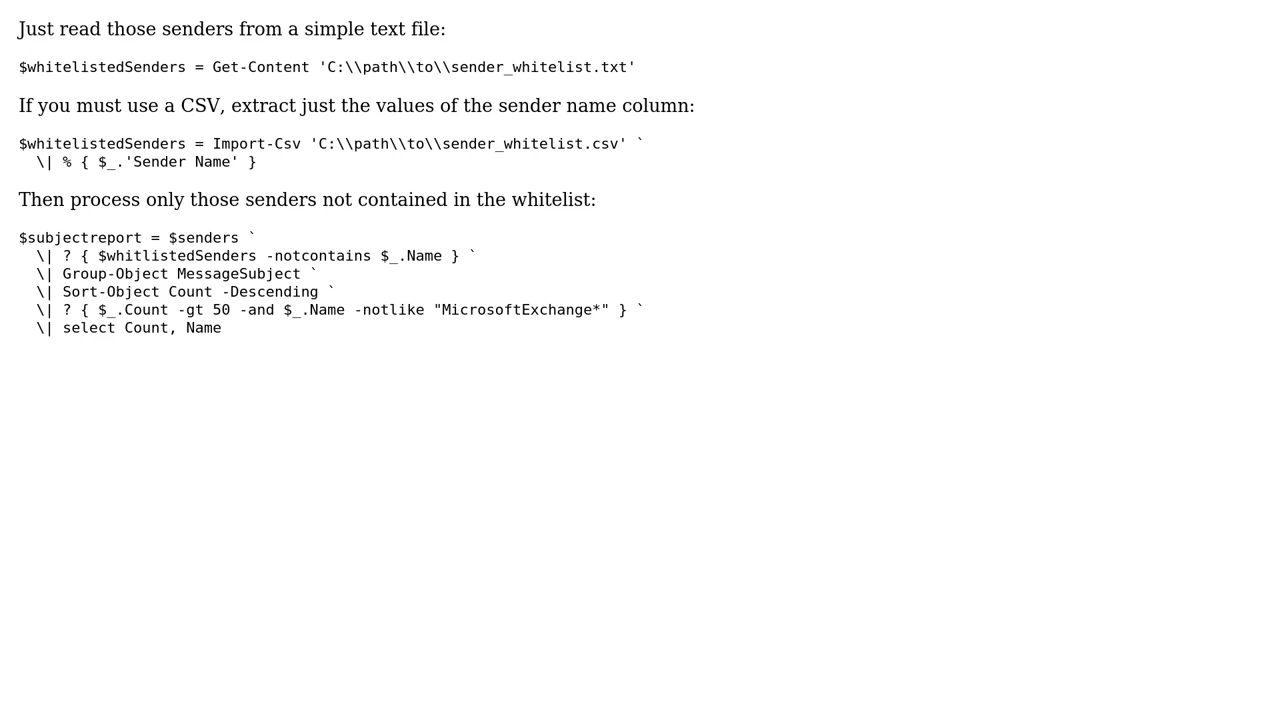 Just read those senders from a simple text file:
$whitelistedSenders = Get-Content 'C:\\path\\to\\sender_whitelist.txt'
If you must use a CSV, extract just the values of the sender name column:
$whitelistedSenders = Import-Csv 'C:\\path\\to\\sender_whitelist.csv' `
  \| % { $_.'Sender Name' }
Then process only those senders not contained in the whitelist:
$subjectreport = $senders `
  \| ? { $whitlistedSenders -notcontains $_.Name } `
  \| Group-Object MessageSubject `
  \| Sort-Object Count -Descending `
  \| ? { $_.Count -gt 50 -and $_.Name -notlike "MicrosoftExchange*" } `
  \| select Count, Name